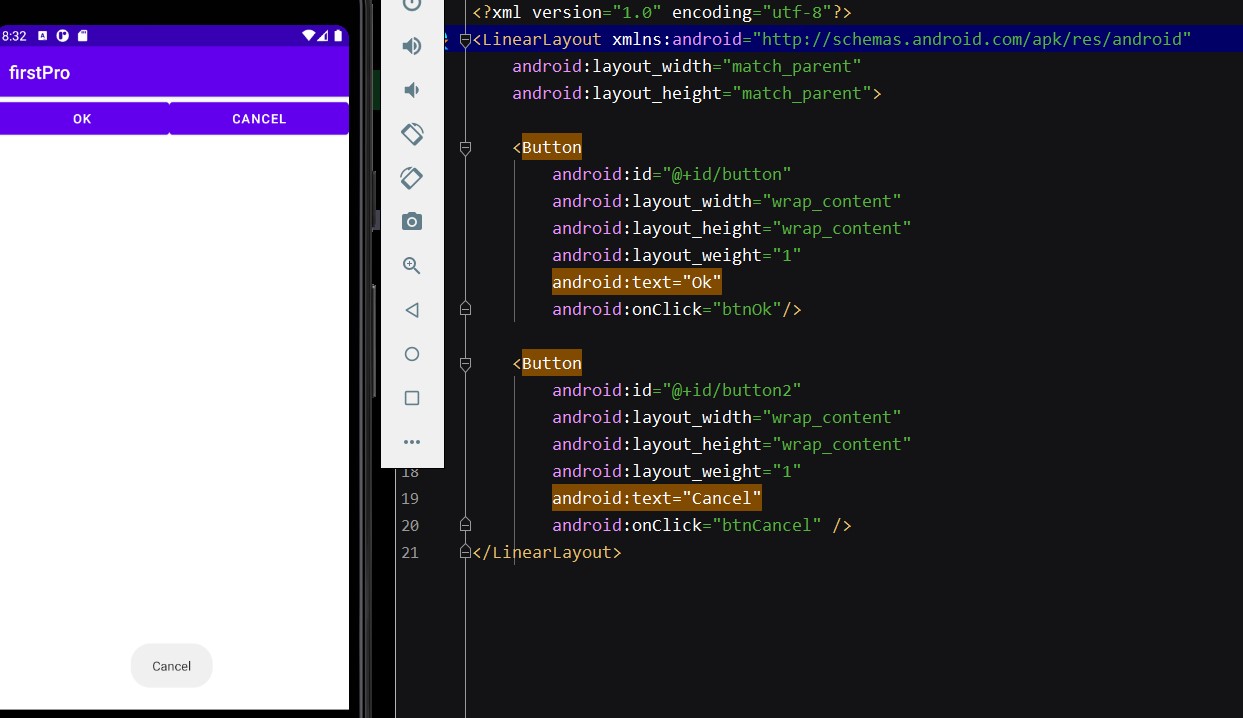 8:32
firstPro
OK CANCEL
Cancel
<?xml version="1.0" encoding="utf-8"?>
<LinearLayout xmlns:android="http://schemas.android.com/apk/res/android"
android:layout_width="match_parent"
android:layout_height="match_parent">
<Button
android:id="@+id/button"
android:layout_width="wrap_content"
android:layout_height="wrap_content"
android:layout_weight="1"
android:text="Ok"
android:onClick="btnOk"/>
<Button
android:id="@+id/button2"
android:layout_width="wrap_content"
android:layout_height="wrap_content"
18 android:layout_weight="1"
19 android:text="Cancel"
20 android:onClick="btnCancel" />
21 </LinearLayout>